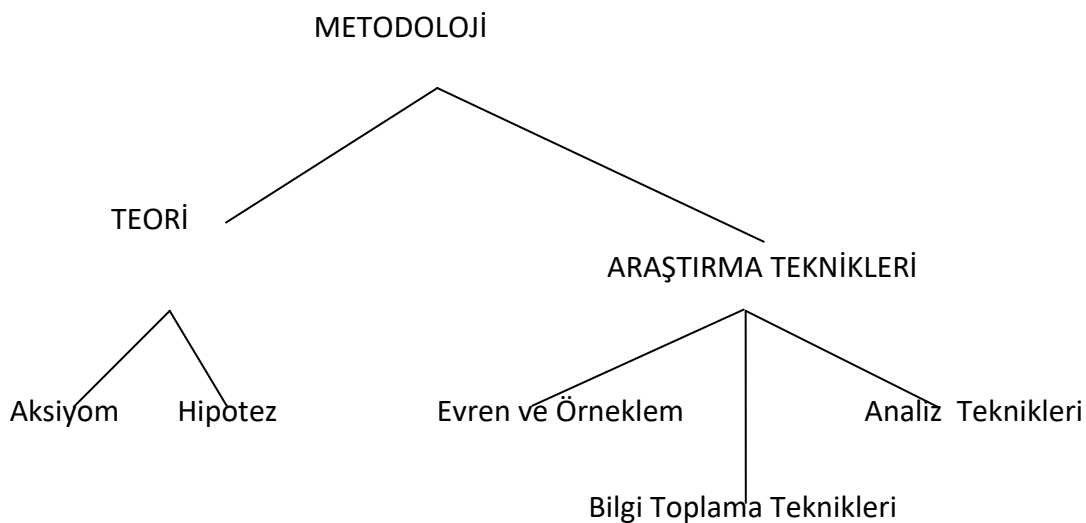 METODOLOJİ
TEORİ
ARAŞTIRMA TEKNİKLERİ
Aksiyom Hipotez Evren ve Örneklem Analiz Teknikleri
Bilgi Toplama Teknikleri